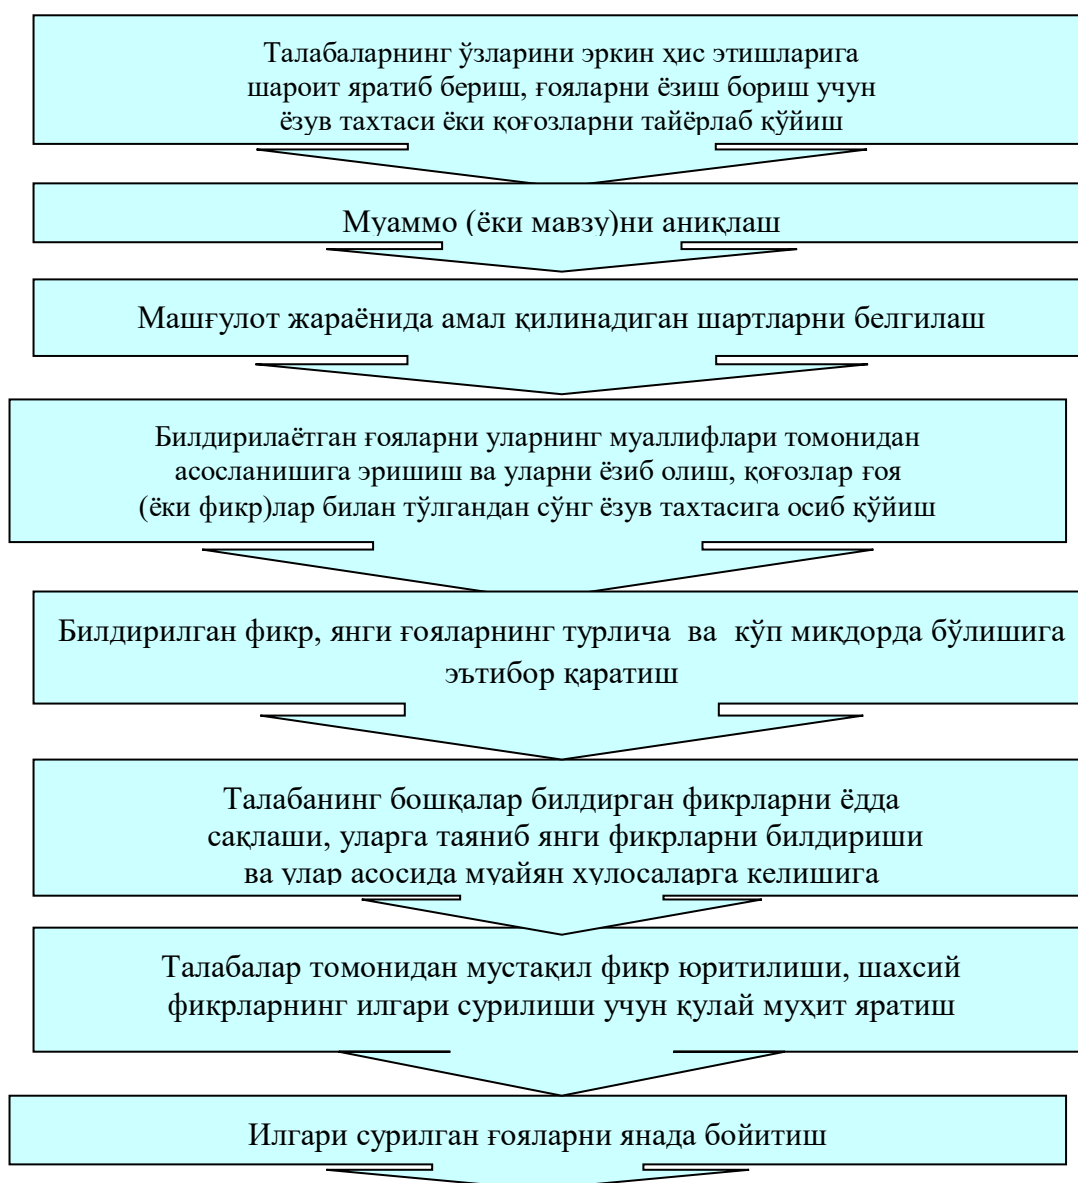 Талабаларнинг ўзларини эркин ҳис этишларига
шароит яратиб бериш, ғояларни ёзиш бориш учун
ёзув тахтаси ёки қоғозларни тайёрлаб қўйиш
Муаммо (ёки мавзу)ни аниқлаш
Машғулот жараёнида амал қилинадиган шартларни белгилаш
Билдирилаётган ғояларни уларнинг муаллифлари томонидан
асосланишига эришиш ва уларни ёзиб олиш, қоғозлар ғоя
(ёки фикр)лар билан тўлгандан сўнг ёзув тахтасига осиб қўйиш
Билдирилган фикр, янги ғояларнинг турлича ва кўп миқдорда бўлишига
эътибор қаратиш
Талабанинг бошқалар билдирган фикрларни ёдда
сақлаши, уларга таяниб янги фикрларни билдириши
ва улар асосида муайян хулосаларга келишига
Талабалар томонидан мустақил фикр юритилиши, шахсий
фикрларнинг илгари сурилиши учун қулай муҳит яратиш
Илгари сурилган ғояларни янада бойитиш